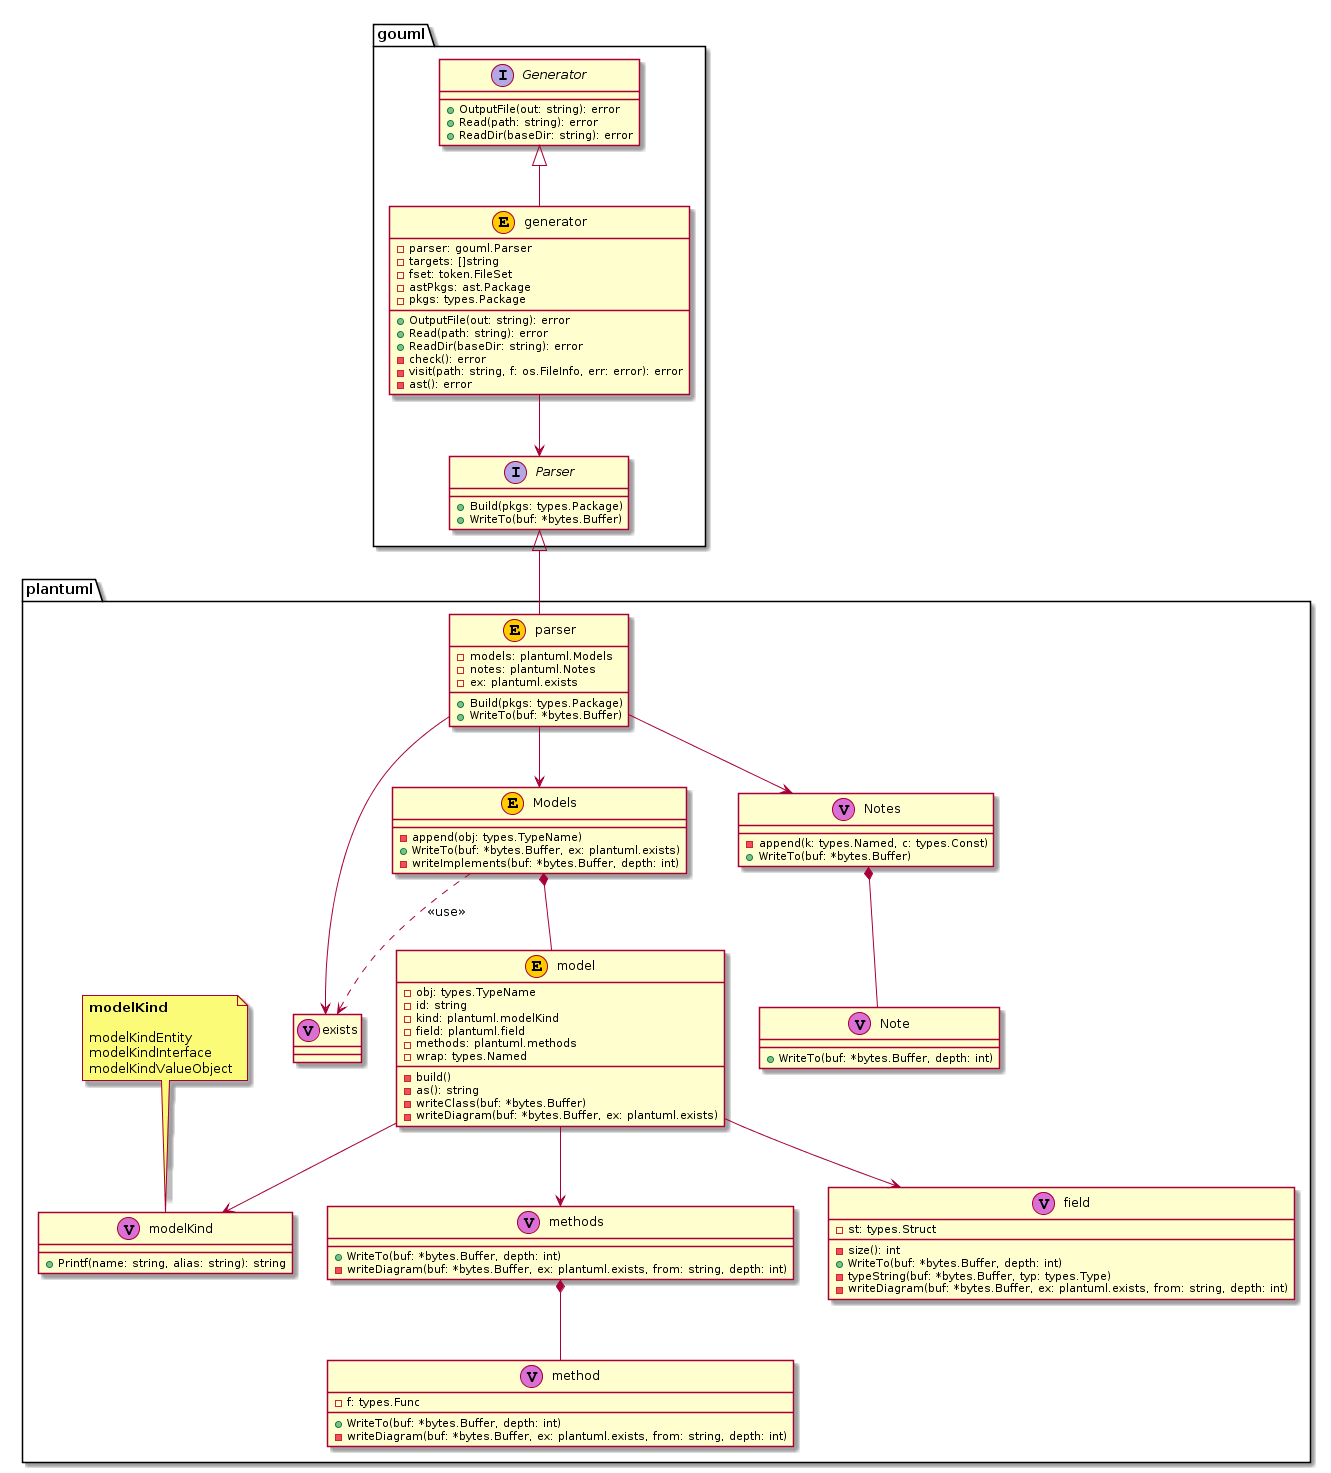 gouml
I Generator
OutputFile(out: string): error
Read(path: string): error
ReadDir(baseDir: string): error
E generator
parser: gouml.Parser
targets: []string
fset: token.FileSet
astPkgs: ast.Package
pkgs: types.Package
OutputFile(out: string): error
Read(path: string): error
ReadDir(baseDir: string): error
check(): error
visit(path: string, f: os.FileInfo, err: error): error
ast(): error
I Parser
Build(pkgs: types.Package)
WriteTo(buf: *bytes.Buffer)
plantuml
E parser
models: plantuml.Models
notes: plantuml.Notes
ex: plantuml.exists
Build(pkgs: types.Package)
WriteTo(buf: *bytes.Buffer)
E Models
append(obj: types.TypeName)
WriteTo(buf: *bytes.Buffer, ex: plantuml.exists)
writeImplements(buf: *bytes.Buffer, depth: int)
V Notes
append(k: types.Named, c: types.Const)
WriteTo(buf: *bytes.Buffer)
«use»
E model
obj: types.TypeName
id: string
kind: plantuml.modelKind
field: plantuml.field
methods: plantuml.methods
wrap: types.Named
build()
as(): string
writeClass(buf: *bytes.Buffer)
writeDiagram(buf: *bytes.Buffer, ex: plantuml.exists)
modelKind
modelKindEntity
modelKindInterface
modelKindValueObject
V exists
V Note
WriteTo(buf: *bytes.Buffer, depth: int)
V modelKind
Printf(name: string, alias: string): string
V methods
WriteTo(buf: *bytes.Buffer, depth: int)
writeDiagram(buf: *bytes.Buffer, ex: plantuml.exists, from: string, depth: int)
V field
st: types.Struct
size(): int
WriteTo(buf: *bytes.Buffer, depth: int)
typeString(buf: *bytes.Buffer, typ: types.Type)
writeDiagram(buf: *bytes.Buffer, ex: plantuml.exists, from: string, depth: int)
V method
f: types.Func
WriteTo(buf: *bytes.Buffer, depth: int)
writeDiagram(buf: *bytes.Buffer, ex: plantuml.exists, from: string, depth: int)